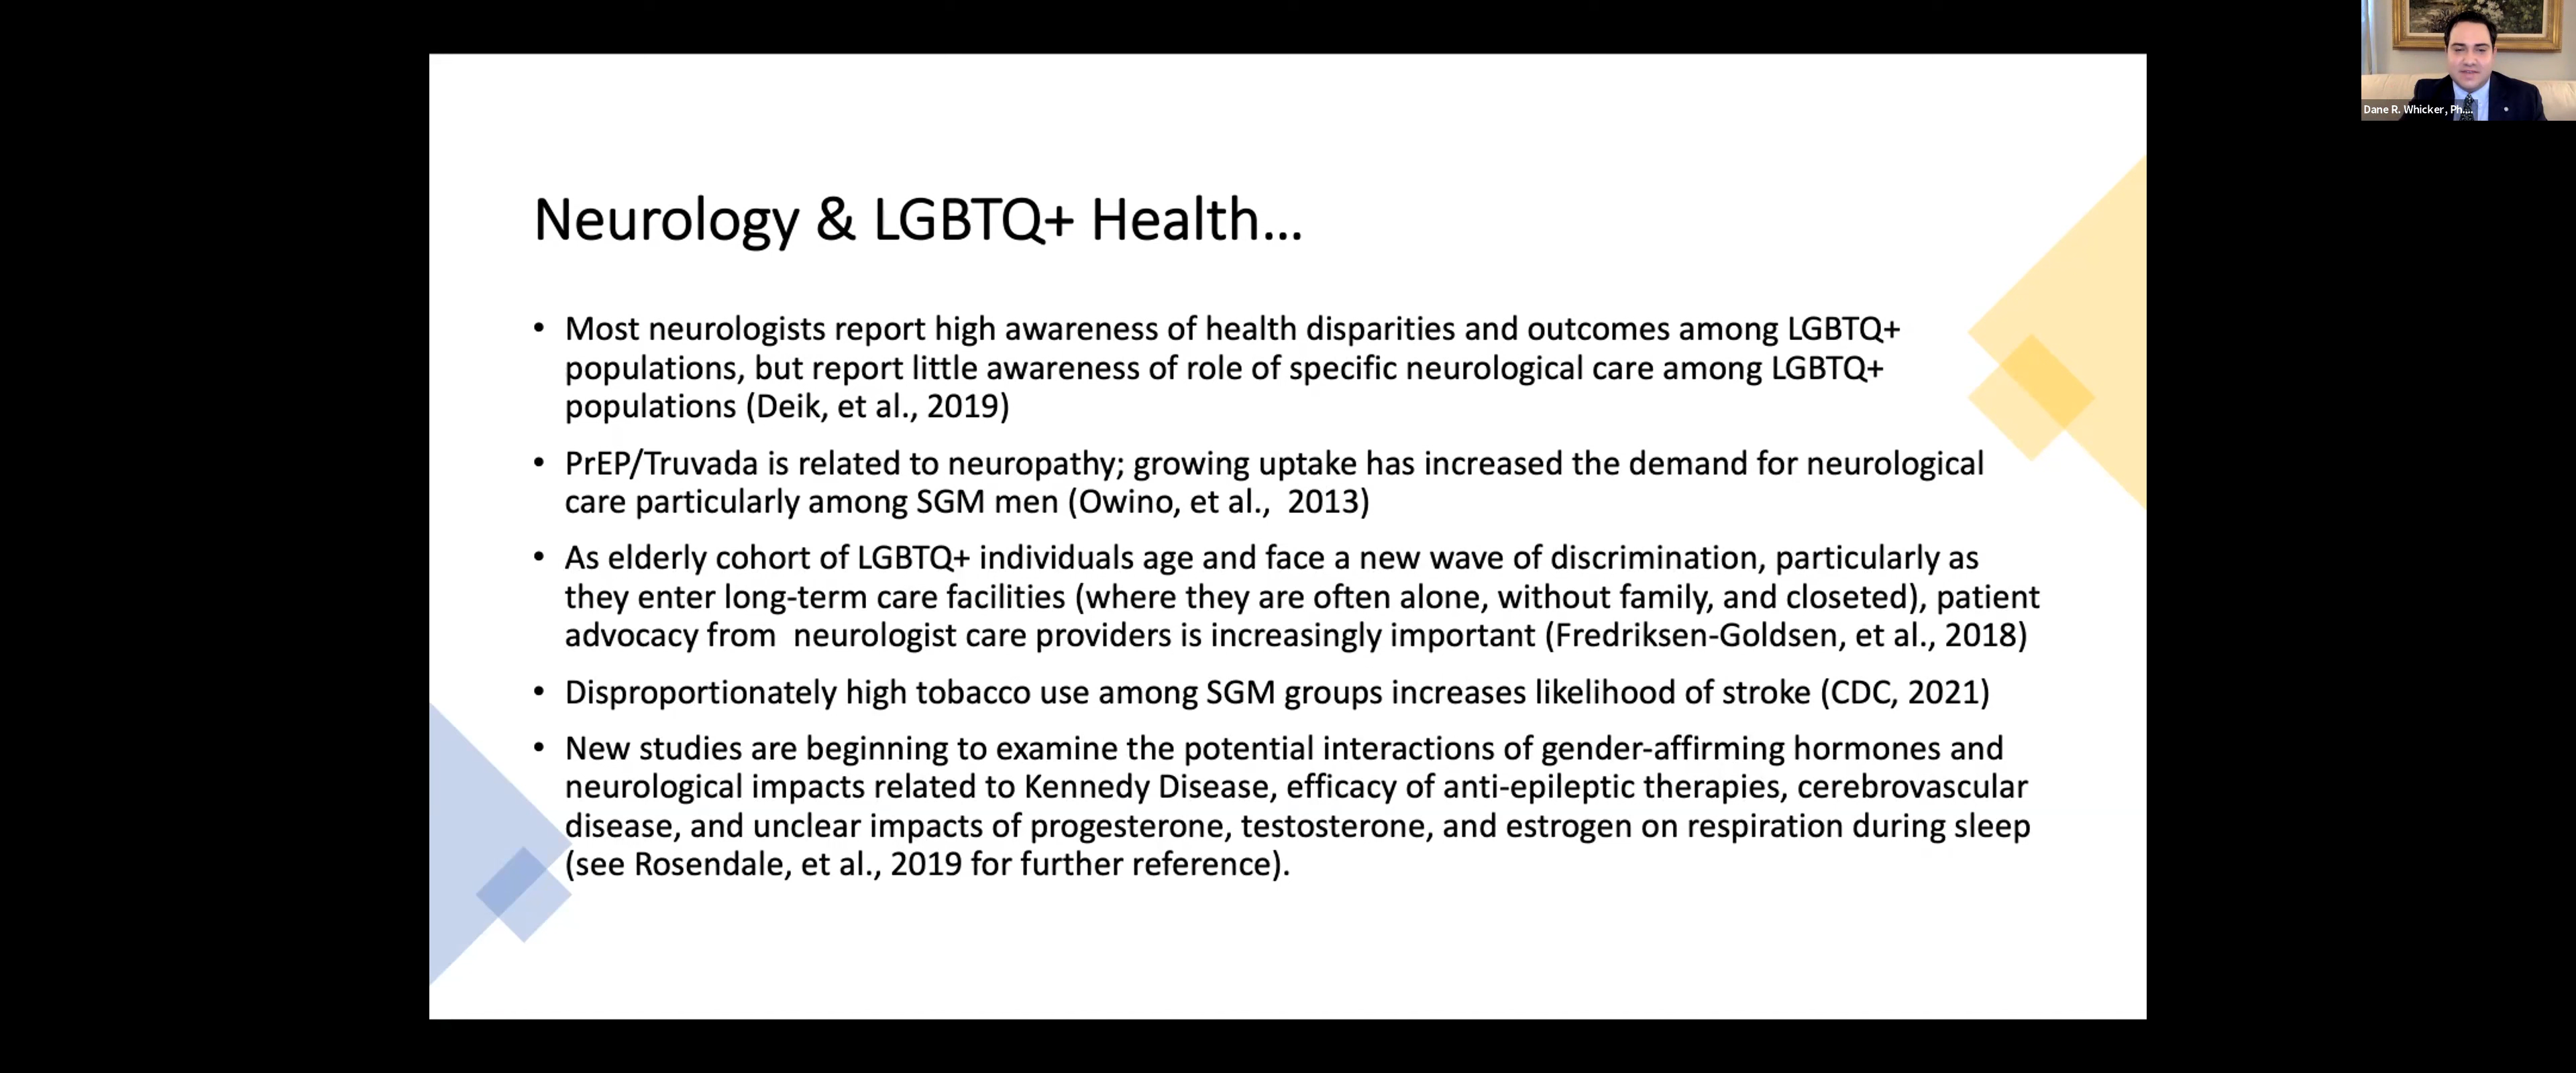 Dane R. Whicker, Ph....
Neurology & LGBTQ+ Health...
• Most neurologists report high awareness of health disparities and outcomes among LGBTQ+
populations, but report little awareness of role of specific neurological care among LGBTQ+
populations (Deik, et al., 2019)
• PrEP/Truvada is related to neuropathy; growing uptake has increased the demand for neurological
care particularly among SGM men (Owino, et al.,  2013)
• As elderly cohort of LGBTQ+ individuals age and face a new wave of discrimination, particularly as
they enter long-term care facilities (where they are often alone, without family, and closeted), patient
advocacy from  neurologist care providers is increasingly important (Fredriksen-Goldsen, et al., 2018)
• Disproportionately high tobacco use among SGM groups increases likelihood of stroke (CDC, 2021)
• New studies are beginning to examine the potential interactions of gender-affirming hormones and
neurological impacts related to Kennedy Disease, efficacy of anti-epileptic therapies, cerebrovascular
disease, and unclear impacts of progesterone, testosterone, and estrogen on respiration during sleep
(see Rosendale, et al., 2019 for further reference).